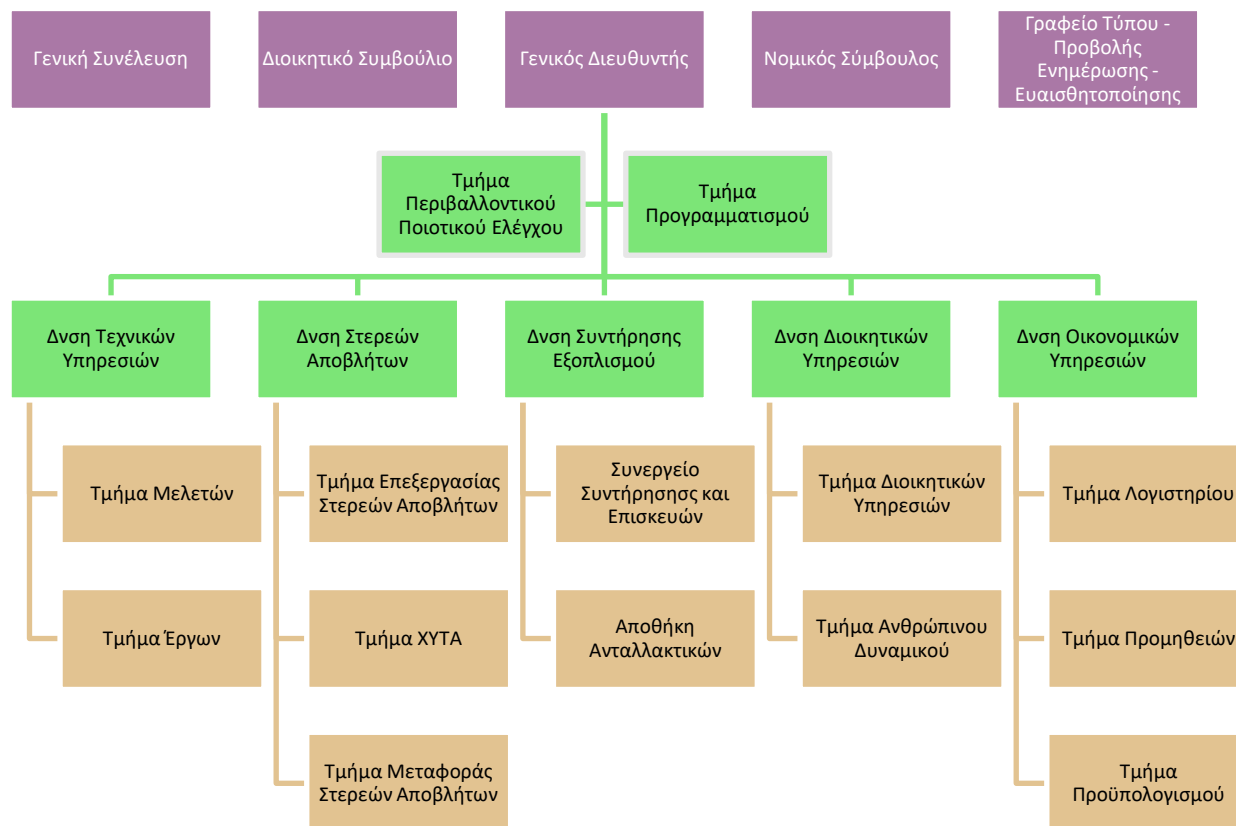 Γενική Συνέλευση
Διοικητικό Συμβούλιο
Γενικός Διευθυντής
Νομικός Σύμβουλος
Γραφείο Τύπου -
Προβολής
Ενημέρωσης -
Ευαισθητοποίησης
Τμήμα
Περιβαλλοντικού
Ποιοτικού Ελέγχου
Τμήμα
Προγραμματισμού
Δνση Τεχνικών
Υπηρεσιών
Δνση Στερεών
Αποβλήτων
Δνση Συντήρησης
Εξοπλισμού
Δνση Διοικητικών
Υπηρεσιών
Δνση Οικονομικών
Υπηρεσιών
Τμήμα Μελετών
Τμήμα Επεξεργασίας
Στερεών Αποβλήτων
Συνεργείο
Συντήρησησς και
Επισκευών
Τμήμα Διοικητικών
Υπηρεσιών
Τμήμα Λογιστηρίου
Τμήμα Έργων
Τμήμα ΧΥΤΑ
Αποθήκη
Ανταλλακτικών
Τμήμα Ανθρώπινου
Δυναμικού
Τμήμα Προμηθειών
Τμήμα Μεταφοράς
Στερεών Αποβλήτων
Τμήμα
Προϋπολογισμού